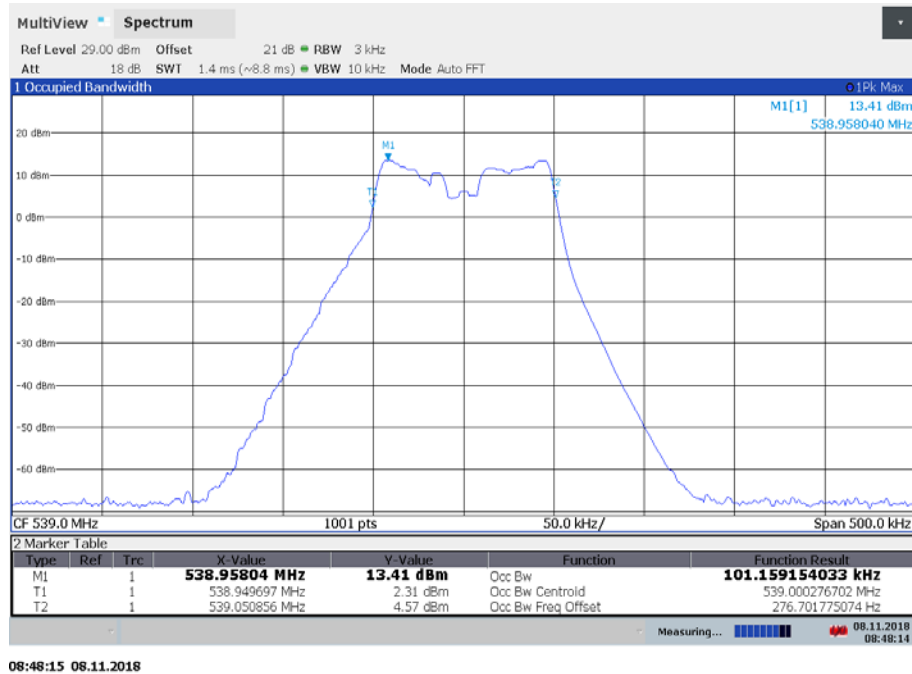 MultiView Spectrum
Ref Level 29.00 dBm Offset 21 dB RBW 3 kHz
Att 18 dB SWT 1.4 ms (~8.8 ms) VBW 10 kHz Mode Auto FFT
1 Occupied Bandwidth 1Pk Max
M1[1] 13.41 dBm
538.958040 MHz
20 dBm
M1
10 dBm
T1 T2
0 dBm
-10 dBm
-20 dBm
-30 dBm
-40 dBm
-50 dBm
-60 dBm
CF 539.0 MHz 1001 pts 50.0 kHz/ Span 500.0 kHz
2 Marker Table
Type Ref Trc X-Value Y-Value Function Function Result
M1 1 538.95804 MHz 13.41 dBm Occ Bw 101.159154033 kHz
T1 1 538.949697 MHz 2.31 dBm Occ Bw Centroid 539.000276702 MHz
T2 1 539.050856 MHz 4.57 dBm Occ Bw Freq Offset 276.701775074 Hz
Measuring... 08.11.2018
08:48:14
08:48:15 08.11.2018